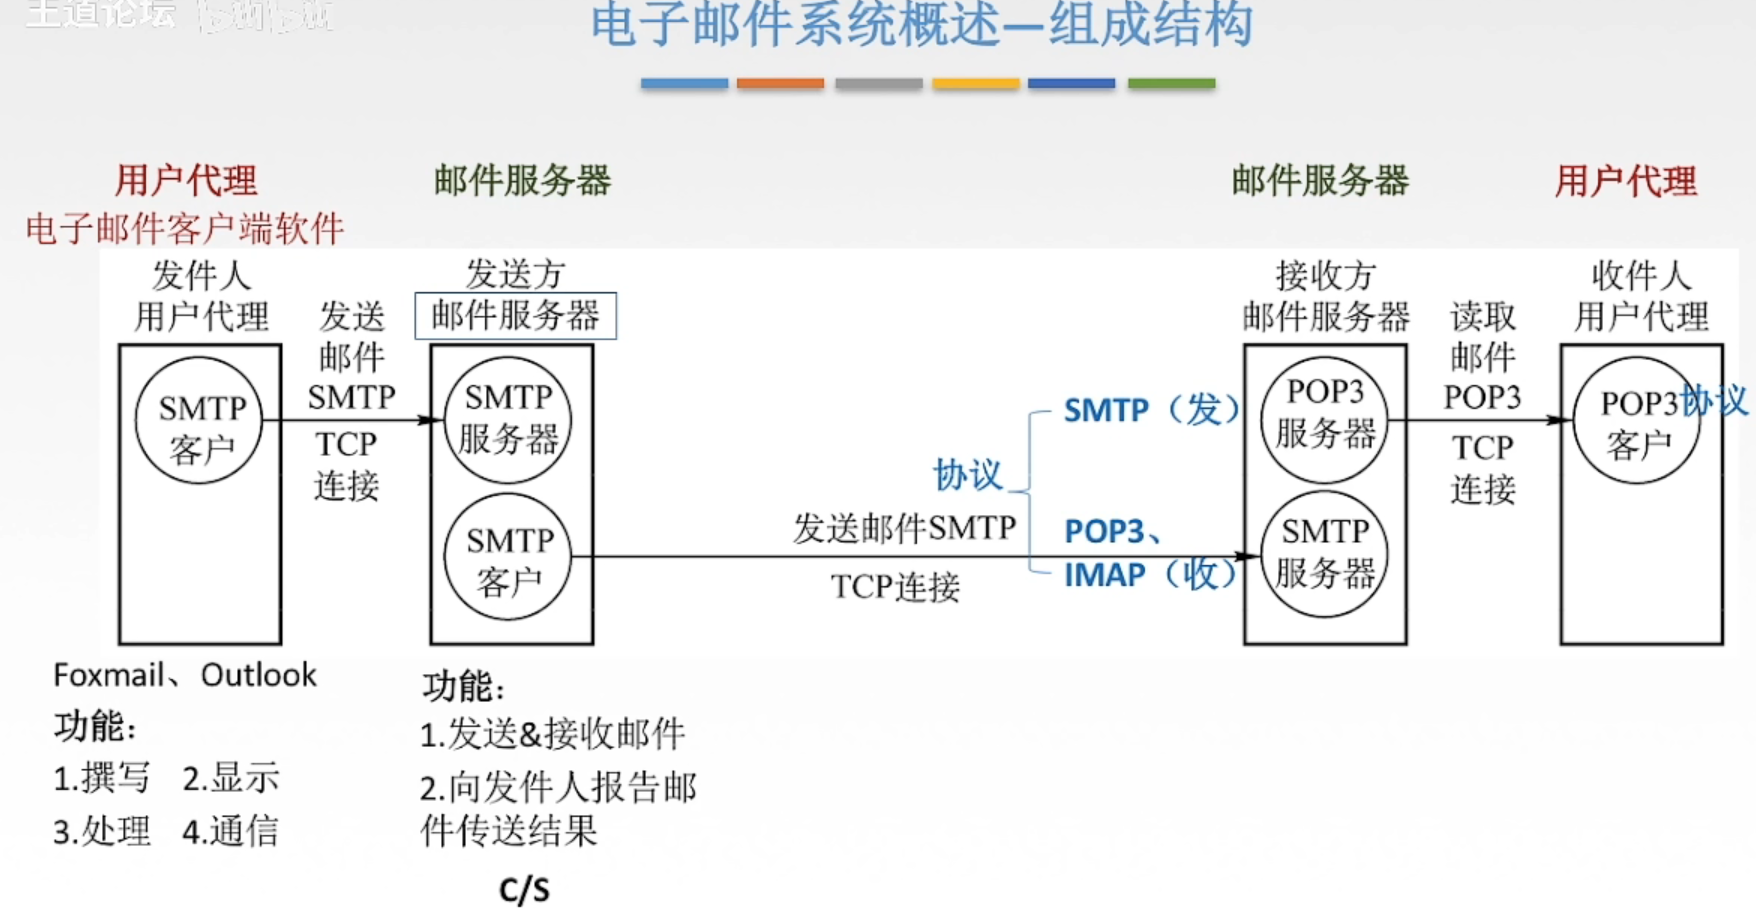 王道论坛 bilibili
电子邮件系统概述—组成结构
用户代理
电子邮件客户端软件
邮件服务器
邮件服务器
用户代理
发件人
用户代理
SMTP
客户
发送
邮件
SMTP
TCP
连接
发送方
邮件服务器
SMTP
服务器
SMTP
客户
发送邮件SMTP
TCP连接
协议
SMTP（发）
POP3、
IMAP（收）
接收方
邮件服务器
POP3
服务器
SMTP
服务器
读取
邮件
POP3
TCP
连接
收件人
用户代理
POP3
客户
协议
Foxmail、Outlook
功能：
1.撰写 2.显示
3.处理 4.通信
功能：
1.发送&接收邮件
2.向发件人报告邮
件传送结果
C/S